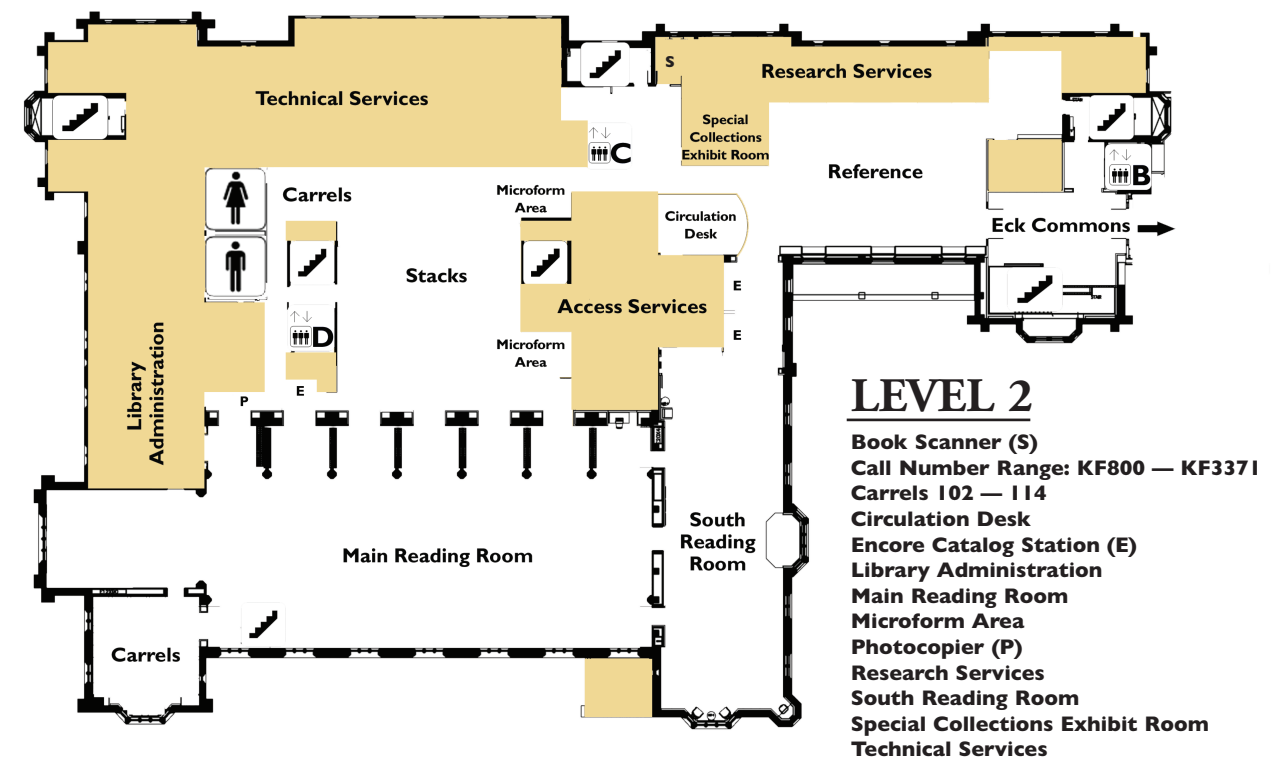 S
Research Services
Technical Services
Special
Collections
Exhibit Room
C
B
Reference
Carrels
Microform
Area
Circulation
Desk
Eck Commons
Stacks
E
Access Services
E
D
Microform
Area
Library
Administration
P
E
LEVEL 2
Book Scanner (S)
Call Number Range: KF800 — KF3371
Carrels 102 — 114
Circulation Desk
Encore Catalog Station (E)
Library Administration
Main Reading Room
Microform Area
Photocopier (P)
Research Services
South Reading Room
Special Collections Exhibit Room
Technical Services
South
Reading
Room
Main Reading Room
Carrels